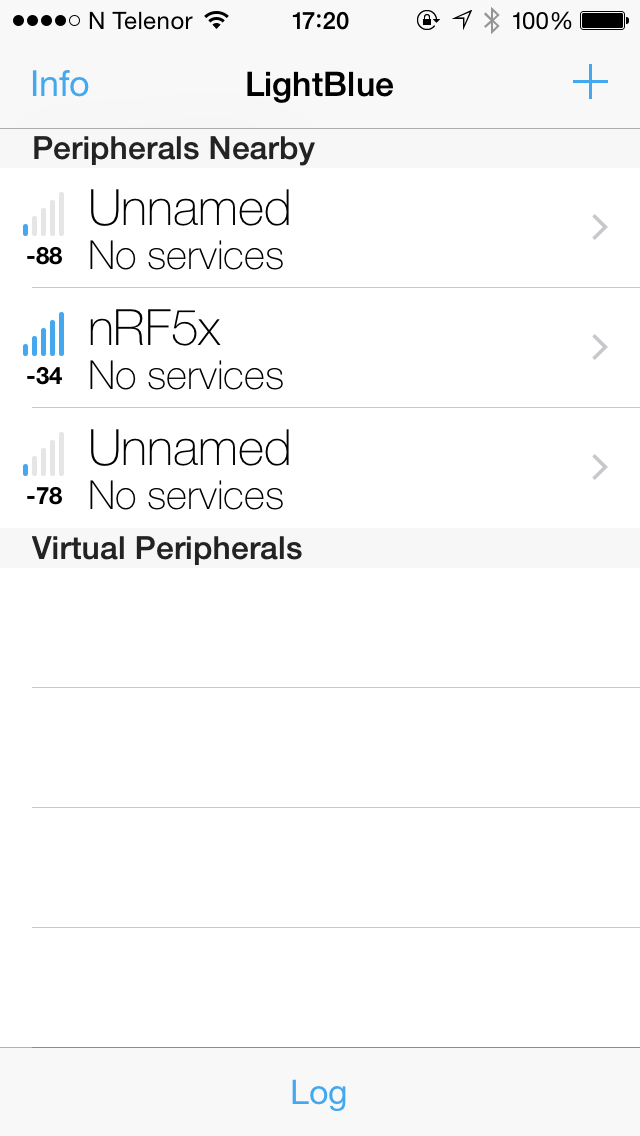 N Telenor 17:20 100%
Info LightBlue +
Peripherals Nearby
Unnamed
-88 No services
nRF5x
-34 No services
Unnamed
-78 No services
Virtual Peripherals
Log